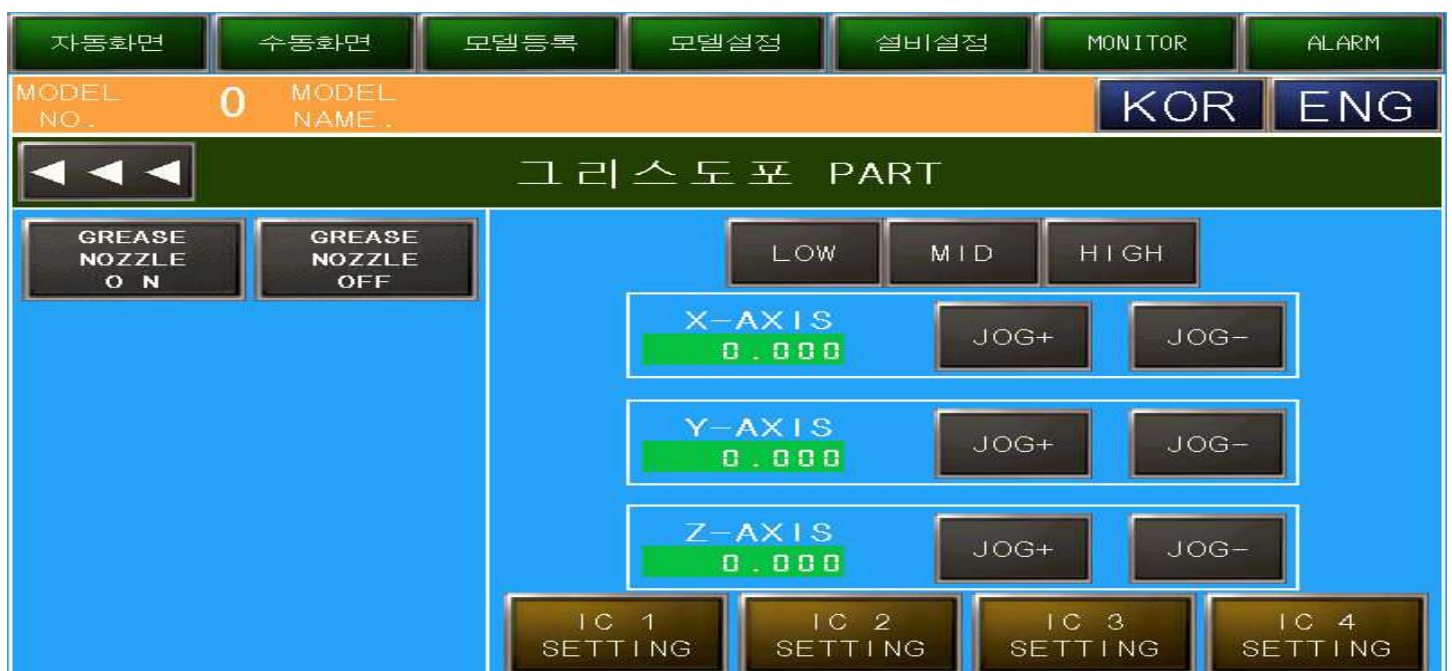 자동화면 수동화면 모델등록 모델설정 설비설정 MONITOR ALARM
MODEL NO. 0 MODEL NAME. KOR ENG
◀◀◀ 그리스도포 PART
GREASE NOZZLE ON
GREASE NOZZLE OFF
LOW MID HIGH
X-AXIS
0.000 JOG+ JOG-
Y-AXIS
0.000 JOG+ JOG-
Z-AXIS
0.000 JOG+ JOG-
IC 1 SETTING
IC 2 SETTING
IC 3 SETTING
IC 4 SETTING